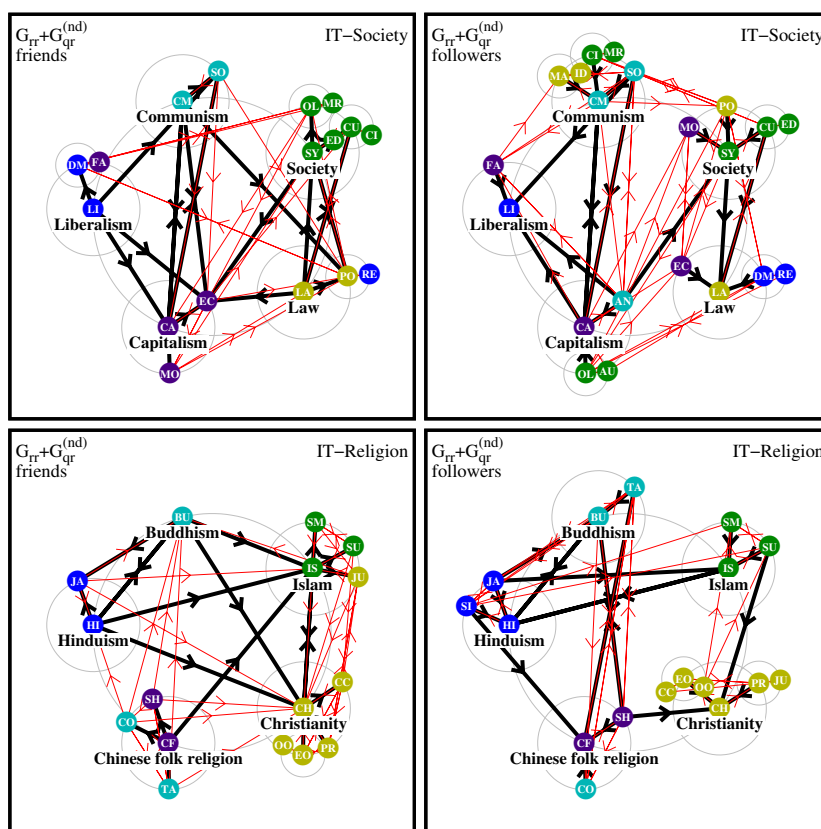 G_rr+G_qr^(nd) IT−Society
friends
SO
CM
Communism
OL MR
CU
ED CI
SY
Society
DM FA
LI
Liberalism
PO RE
LA
Law
EC
CA
Capitalism
MO
G_rr+G_qr^(nd) IT−Society
followers
CI MR
MA ID SO
CM
Communism
PO
MO CU ED
SY
Society
FA
LI
Liberalism
EC
DM RE
LA
Law
AN
CA
Capitalism
OL AU
G_rr+G_qr^(nd) IT−Religion
friends
BU
Buddhism
SM
SU
IS JU
Islam
JA
HI
Hinduism
CC
SH
CH
CO Christianity
CF
OO EO PR
Chinese folk religion
TA
G_rr+G_qr^(nd) IT−Religion
followers
TA
BU
Buddhism
SM
SU
IS
Islam
JA
SI
HI
Hinduism
EO OO PR JU
CC
CH
SH Christianity
CF
Chinese folk religion
CO